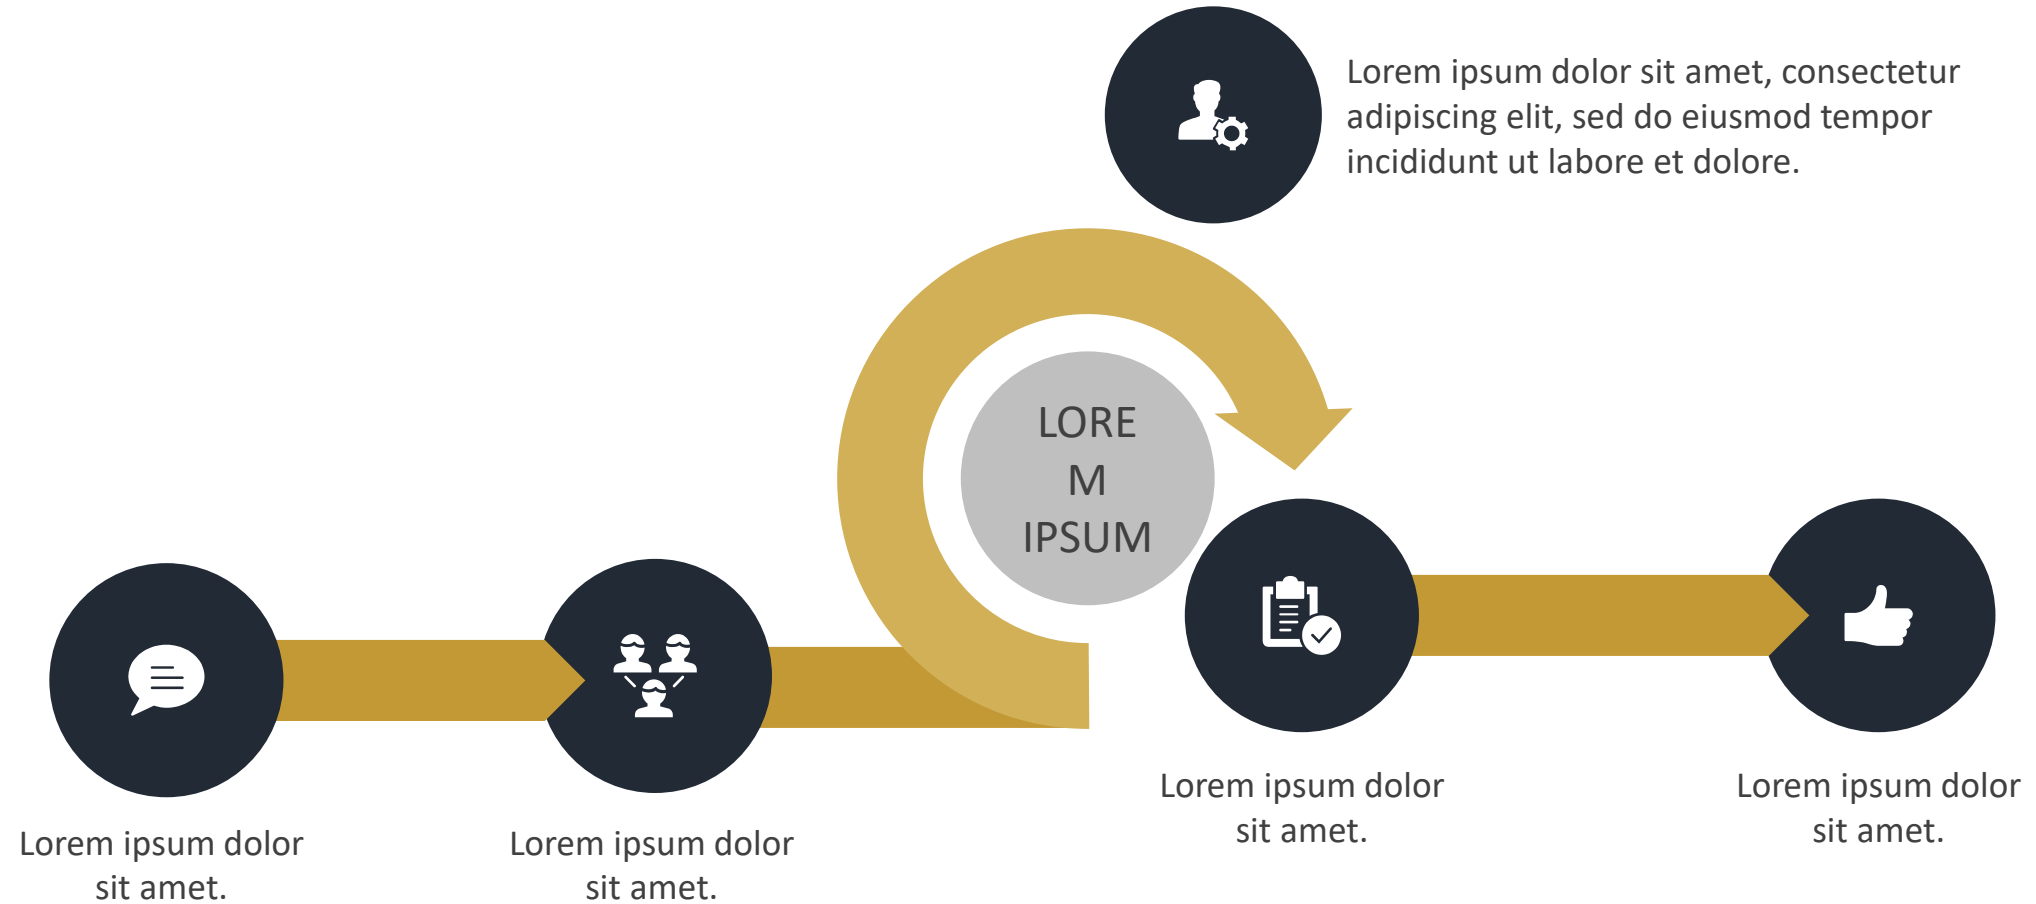 Lorem ipsum dolor sit amet, consectetur
adipiscing elit, sed do eiusmod tempor
incididunt ut labore et dolore.
LORE
M
IPSUM
Lorem ipsum dolor
sit amet.
Lorem ipsum dolor
sit amet.
Lorem ipsum dolor
sit amet.
Lorem ipsum dolor
sit amet.